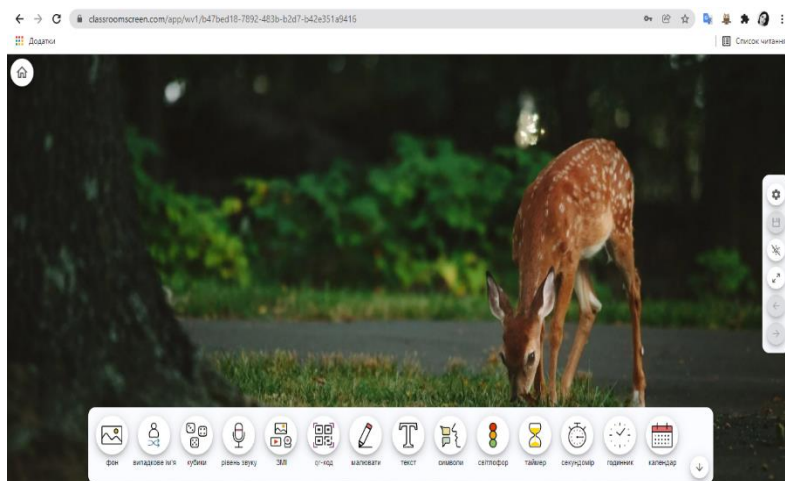 classroomscreen.com/app/wv1/b47bed18-7892-483b-b2d7-b42e351a9416
Додатки
Список читання
фон випадкове ім'я кубики рівень звуку ЗМІ qr-код малювати текст символи світлофор таймер секундомір годинник календар